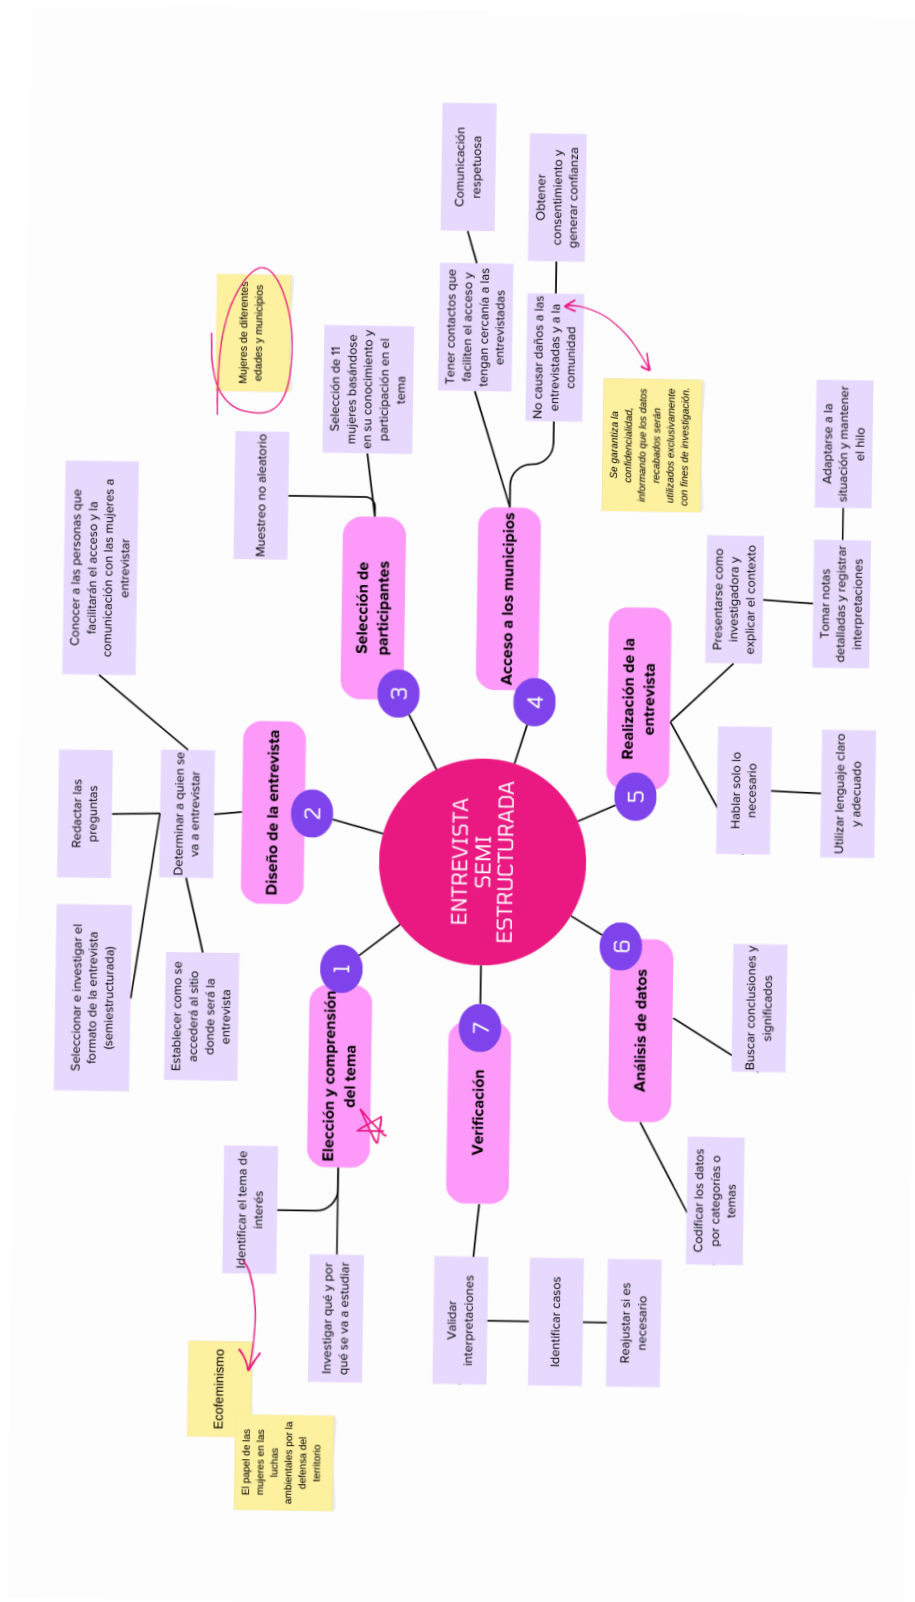 ENTREVISTA
SEMI
ESTRUCTURADA
1
Elección y comprensión
del tema
Identificar el tema de
interés
Investigar qué y por
qué se va a estudiar
Ecofeminismo
El papel de las
mujeres en las
luchas
ambientales por la
defensa del
territorio
2
Diseño de la entrevista
Determinar a quien se
va a entrevistar
Redactar las
preguntas
Seleccionar e investigar el
formato de la entrevista
(semiestructurada)
Establecer como se
accederá al sitio
donde será la
entrevista
Conocer a las personas que
facilitarán el acceso y la
comunicación con las mujeres a
entrevistar
3
Selección de
participantes
Muestreo no aleatorio
Selección de 11
mujeres basándose
en su conocimiento y
participación en el
tema
Mujeres de diferentes
edades y municipios
4
Acceso a los municipios
Tener contactos que
faciliten el acceso y
tengan cercanía a las
entrevistadas
Comunicación
respetuosa
No causar daños a las
entrevistadas y a la
comunidad
Obtener
consentimiento y
generar confianza
Se garantiza la
confidencialidad,
informando que los datos
recabados serán
utilizados exclusivamente
con fines de investigación.
5
Realización de la
entrevista
Presentarse como
investigadora y
explicar el contexto
Tomar notas
detalladas y registrar
interpretaciones
Adaptarse a la
situación y mantener
el hilo
Hablar solo lo
necesario
Utilizar lenguaje claro
y adecuado
6
Análisis de datos
Buscar conclusiones y
significados
Codificar los datos
por categorías o
temas
7
Verificación
Validar
interpretaciones
Identificar casos
Reajustar si es
necesario